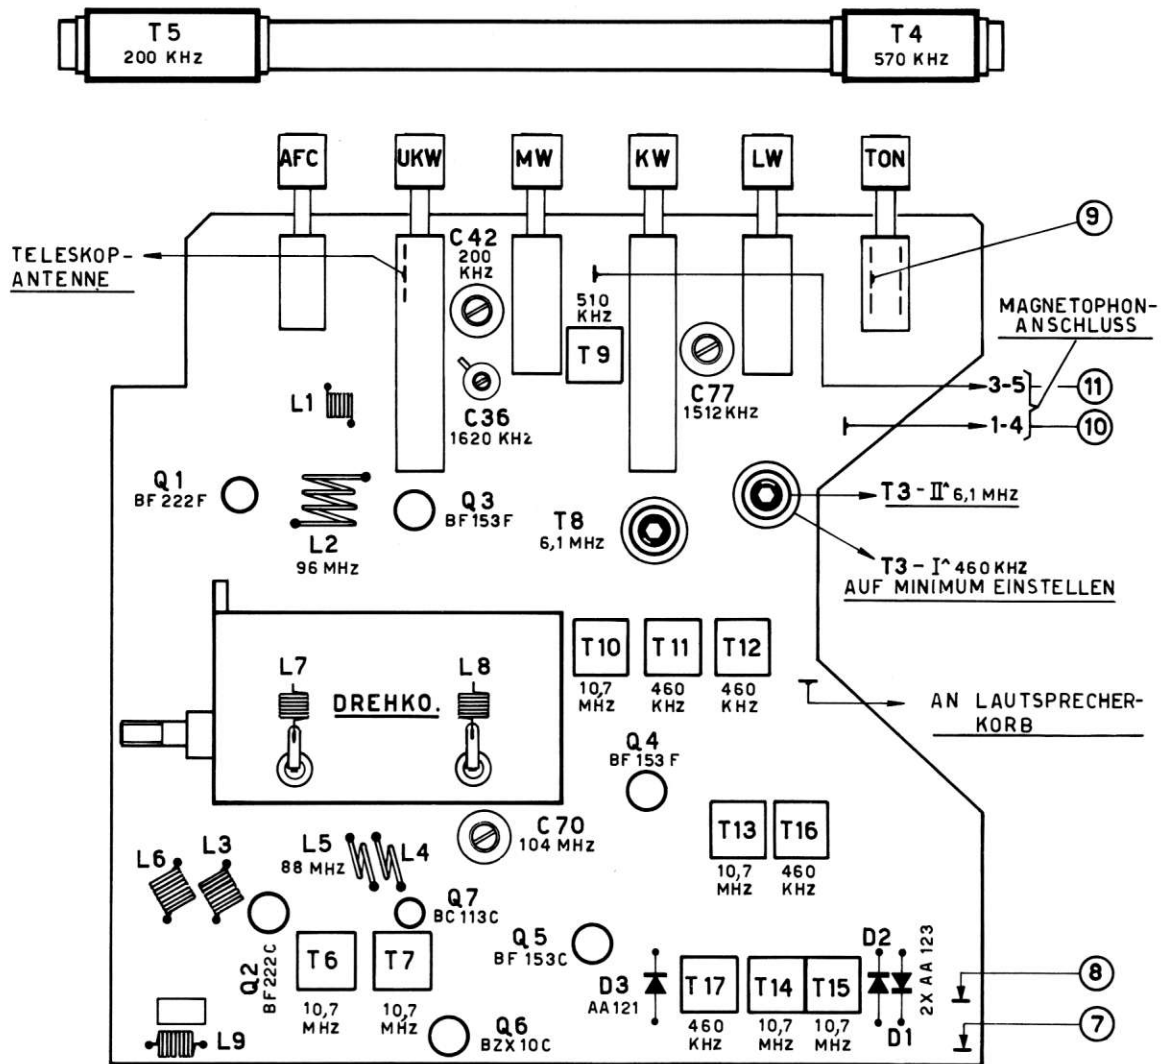 T5
200 KHz
T4
570 KHz
AFC
UKW
MW
KW
LW
TON
9
TELESKOP-
ANTENNE
C42
200
KHZ
510
KHZ
T9
MAGNETOPHON-
ANSCHLUSS
3-5
11
1-4
10
L1
C36
1620 KHz
C77
1512 KHz
Q1
BF 222F
L2
96 MHz
Q3
BF 153 F
T8
6,1 MHz
T3 - II^ 6,1 MHz
T3 - I^ 460 KHz
AUF MINIMUM EINSTELLEN
T10
10,7
MHz
T11
460
KHz
T12
460
KHz
L7
DREHKO.
L8
AN LAUTSPRECHER-
KORB
Q4
BF 153 F
C70
104 MHz
T13
10,7
MHz
T16
460
KHz
L6
L3
L5
88 MHz
L4
Q2
BF222C
Q7
BC 113C
Q5
BF 153C
T6
10,7
MHz
T7
10,7
MHz
Q6
BZX 10C
L9
D3
AA121
T17
460
KHz
T14
10,7
MHz
T15
10,7
MHz
D2
D1
2X AA 123
8
7